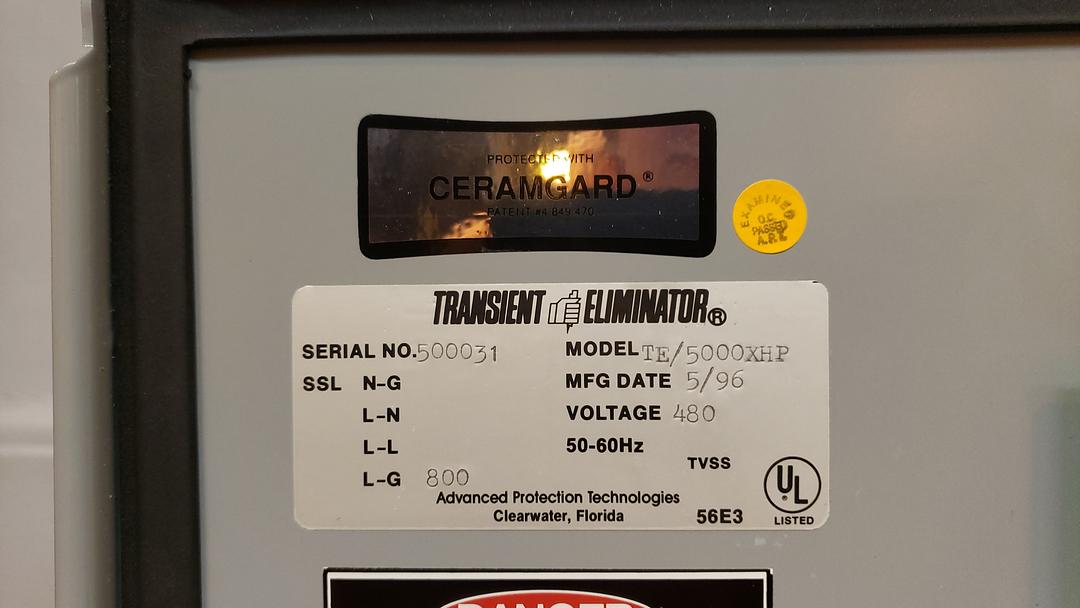 PROTECTED WITH
CERAMGARD®
PATENT #4 849 470
EXAMINED
Q.C.
PASSED
TRANSIENT ELIMINATOR®
SERIAL NO. 500031 MODEL TE/5000XHP
SSL N-G MFG DATE 5/96
L-N VOLTAGE 480
L-L 50-60Hz
TVSS
L-G 800
Advanced Protection Technologies
Clearwater, Florida 56E3
UL
®
LISTED
DANGER